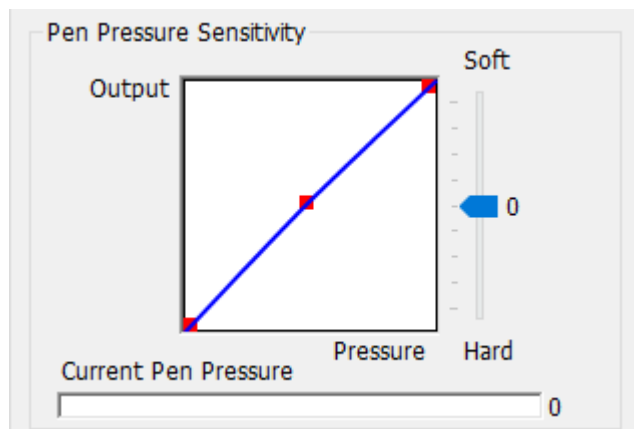 Pen Pressure Sensitivity
Soft
Output
0
Pressure
Hard
Current Pen Pressure
0